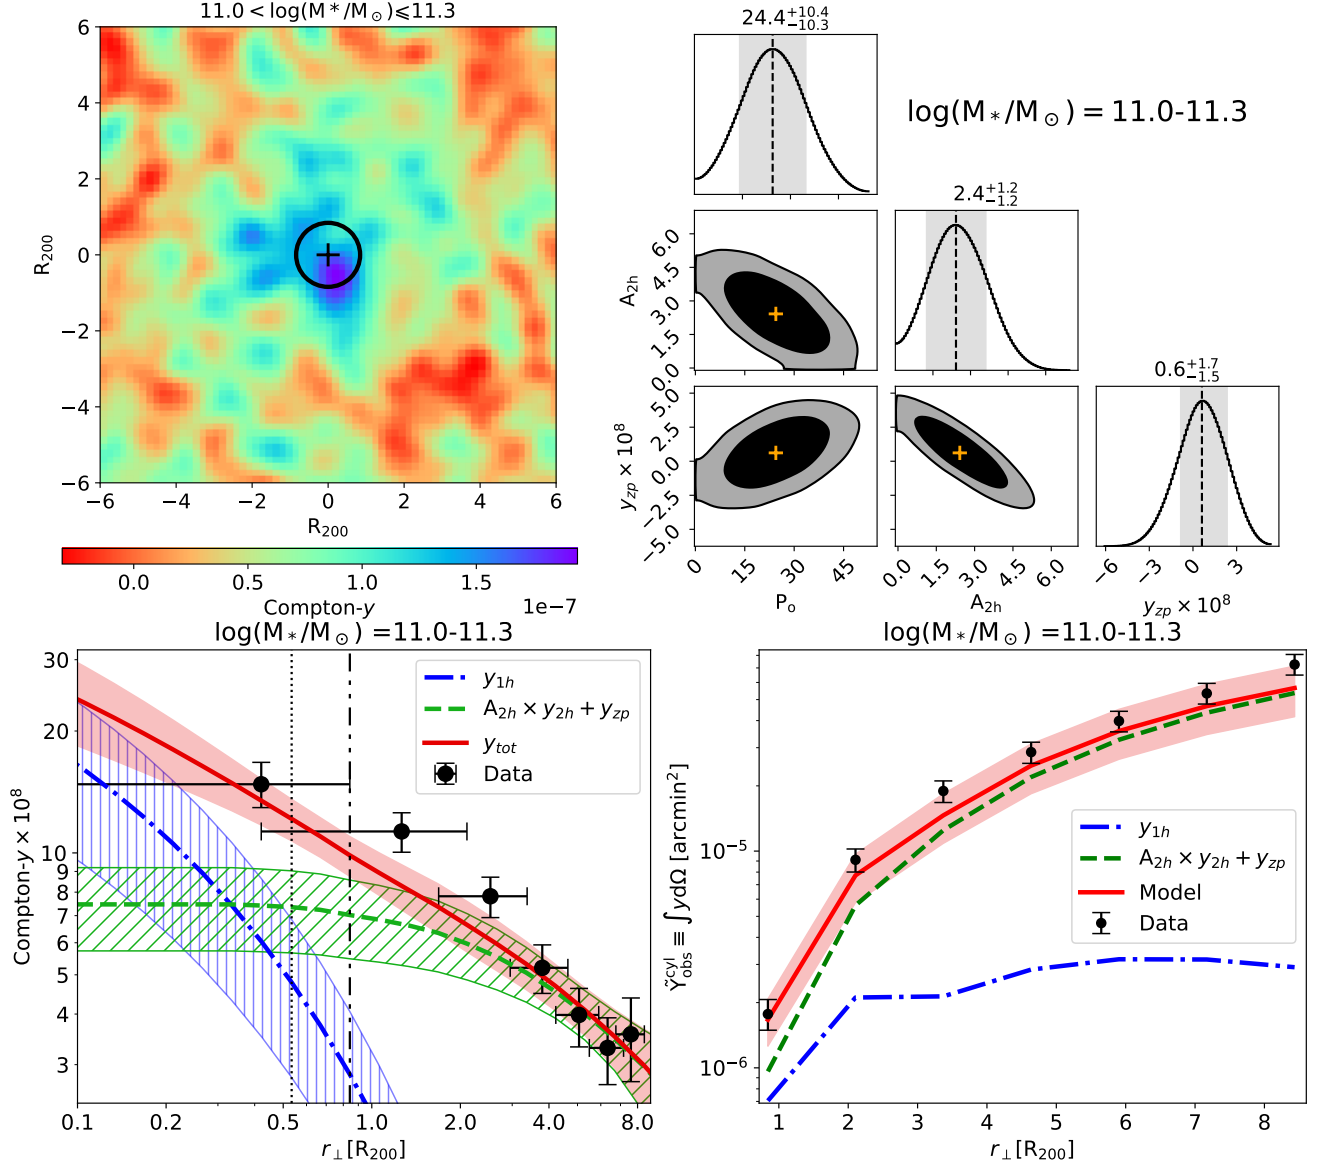 11.0 < log(M*/M⊙)⩽11.3
6
4
2
0
−2
−4
−6
R200
−6 −4 −2 0 2 4 6
R200
0.0 0.5 1.0 1.5
Compton-y 1e−7
24.4+10.4−10.3
log(M*/M⊙) = 11.0-11.3
2.4+1.2−1.2
A2h
6.0
4.5
3.0
1.5
0.0
0.6+1.7−1.5
yzp × 10^8
5.0
2.5
0.0
−2.5
−5.0
0 15 30 45
Po
0.0 1.5 3.0 4.5 6.0
A2h
−6 −3 0 3
yzp × 10^8
log(M*/M⊙) =11.0-11.3
Compton-y × 10^8
30
20
10
9
8
7
6
5
4
3
y1h
A2h × y2h + yzp
ytot
Data
0.1 0.2 0.5 1.0 2.0 4.0 8.0
r⊥[R200]
log(M*/M⊙) =11.0-11.3
Ỹcylobs ≡ ∫ydΩ [arcmin^2]
10^−5
10^−6
y1h
A2h × y2h + yzp
Model
Data
1 2 3 4 5 6 7 8
r⊥[R200]